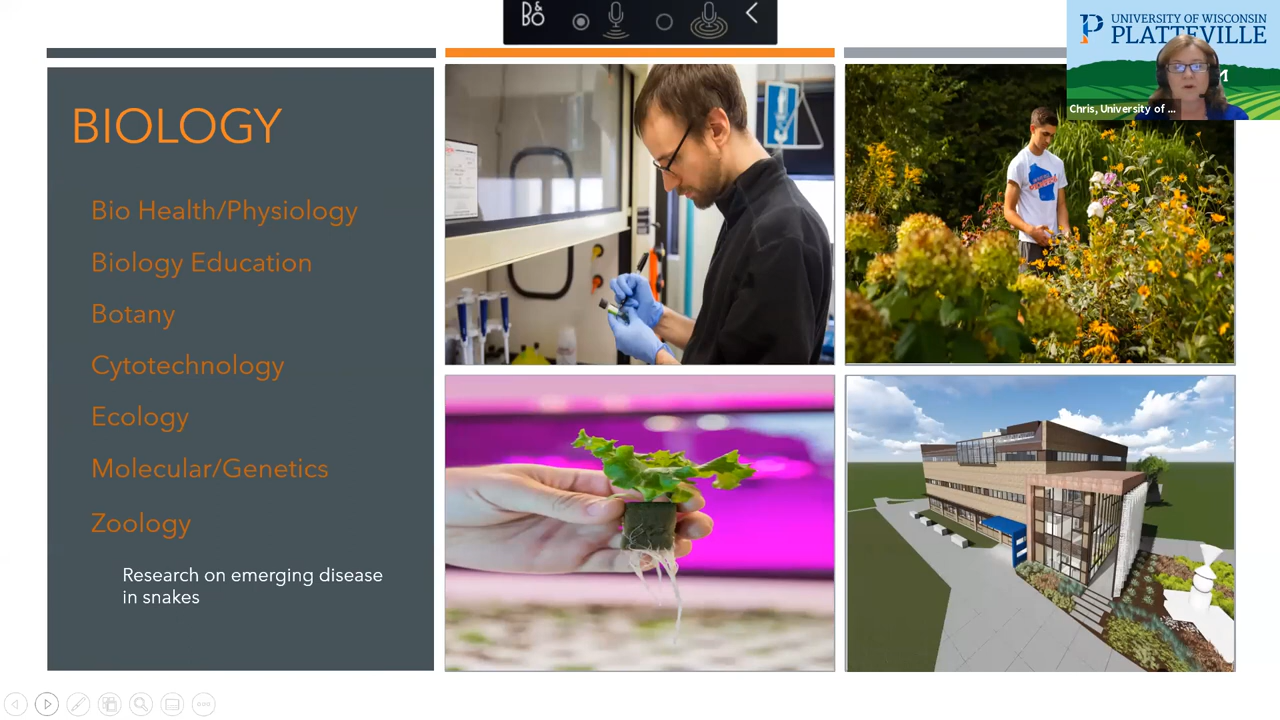 B&O
UNIVERSITY OF WISCONSIN
PLATTEVILLE
Chris, University of ...
BIOLOGY
Bio Health/Physiology
Biology Education
Botany
Cytotechnology
Ecology
Molecular/Genetics
Zoology
Research on emerging disease
in snakes